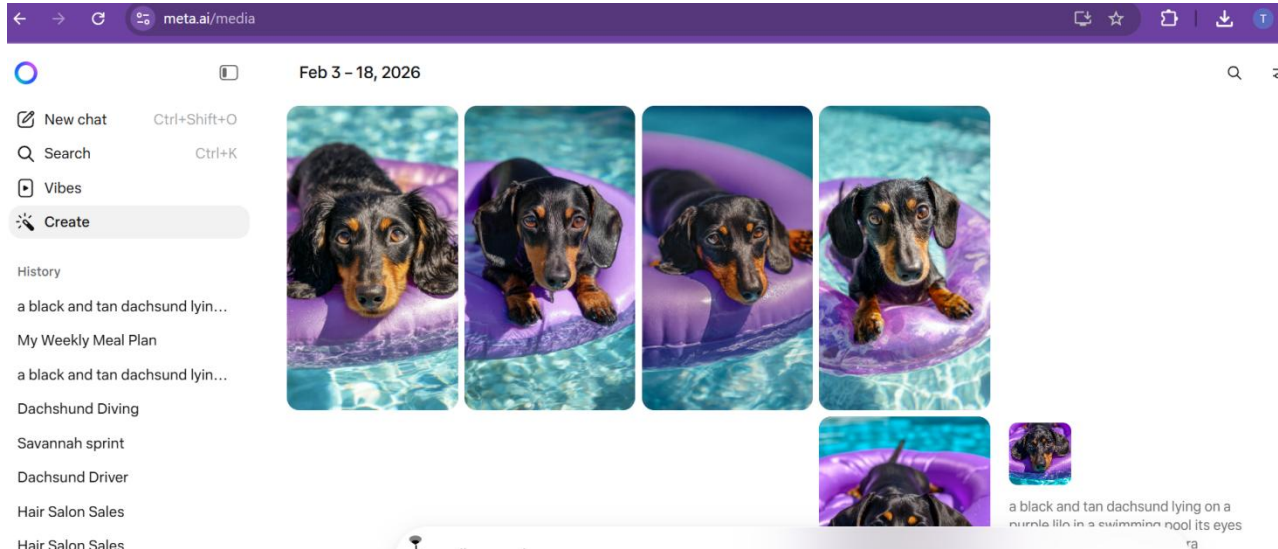 meta.ai/media
T
Feb 3 – 18, 2026
New chat Ctrl+Shift+O
Search Ctrl+K
Vibes
Create
History
a black and tan dachsund lyin...
My Weekly Meal Plan
a black and tan dachsund lyin...
Dachshund Diving
Savannah sprint
Dachsund Driver
Hair Salon Sales
Hair Salon Sales
a black and tan dachsund lying on a
purple lilo in a swimming pool its eyes
ra